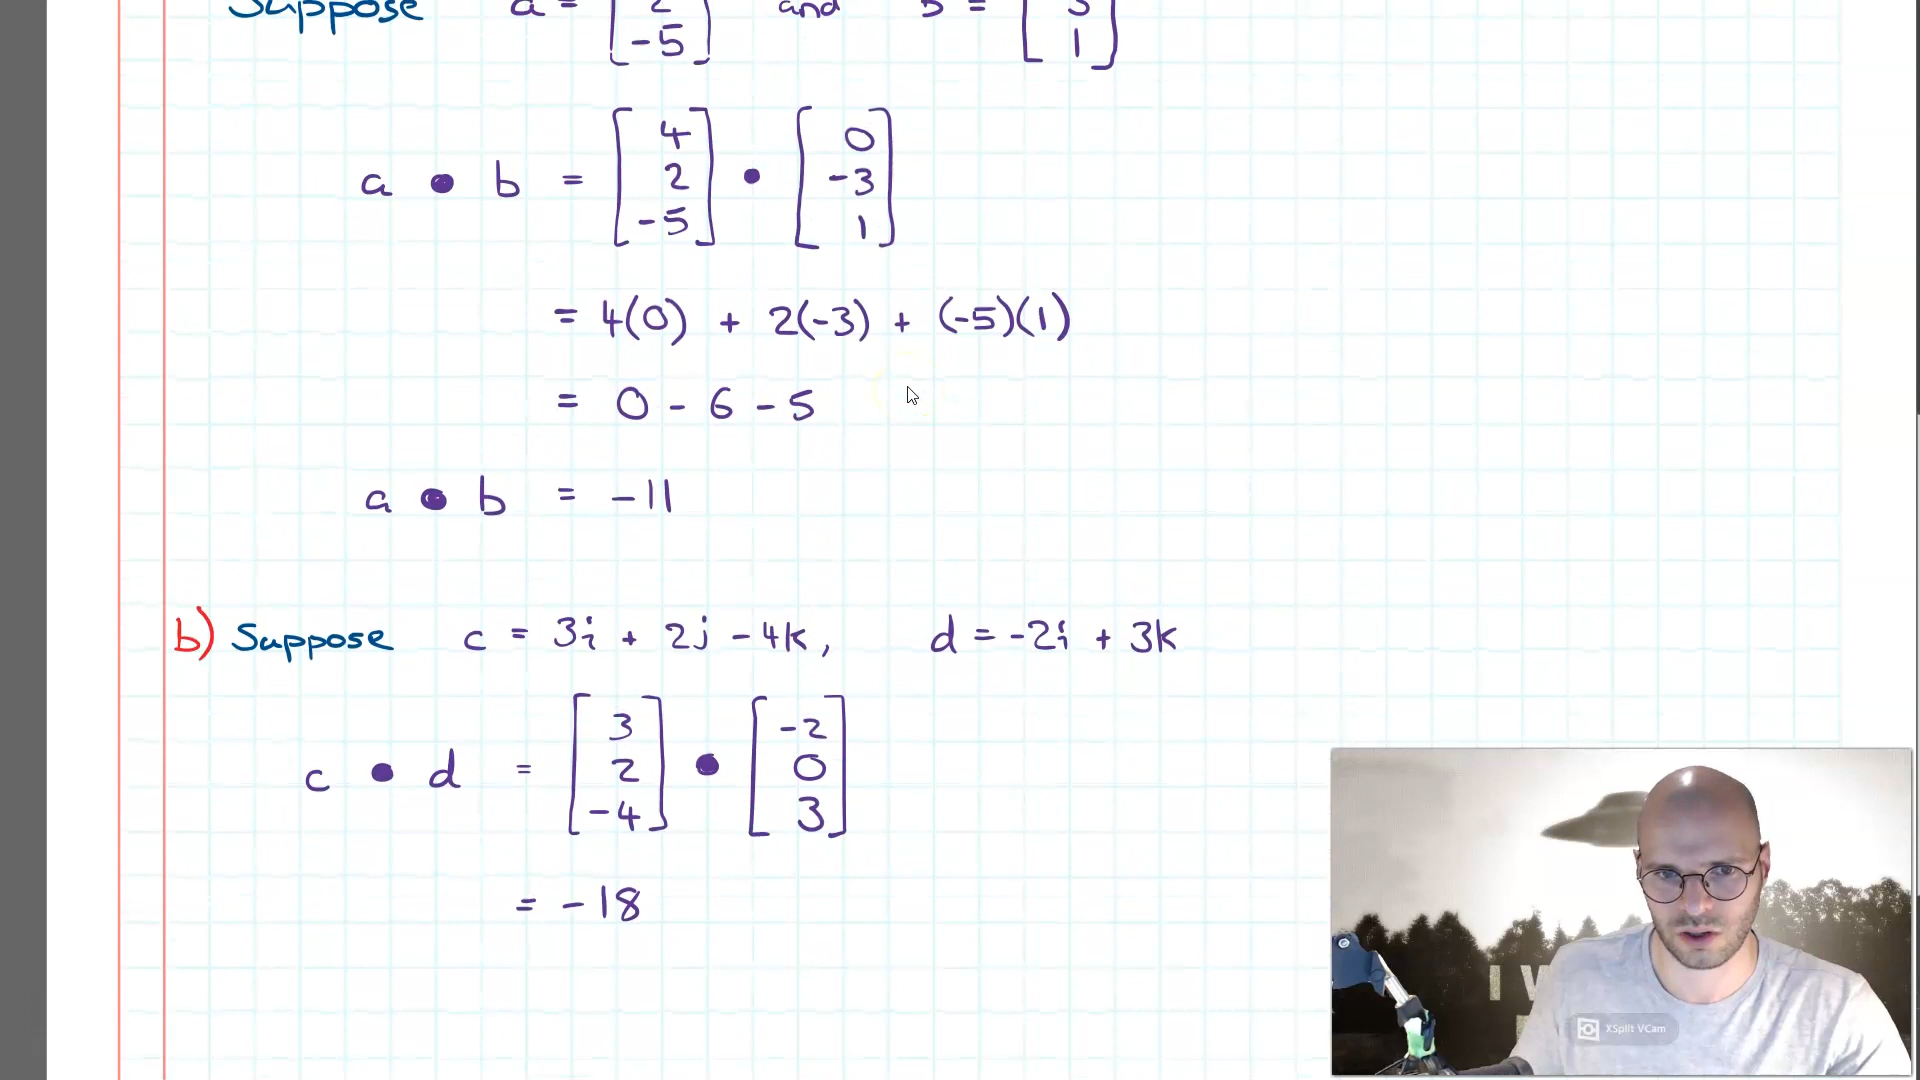 Suppose a = [ 2 -5 ] and b = [ 3 1 ]
a • b = [ 4 2 -5 ] • [ 0 -3 1 ]
= 4(0) + 2(-3) + (-5)(1)
= 0 - 6 - 5
a • b = -11
b) Suppose c = 3i + 2j - 4k, d = -2i + 3k
c • d = [ 3 2 -4 ] • [ -2 0 3 ]
= -18
I W
XSplit VCam